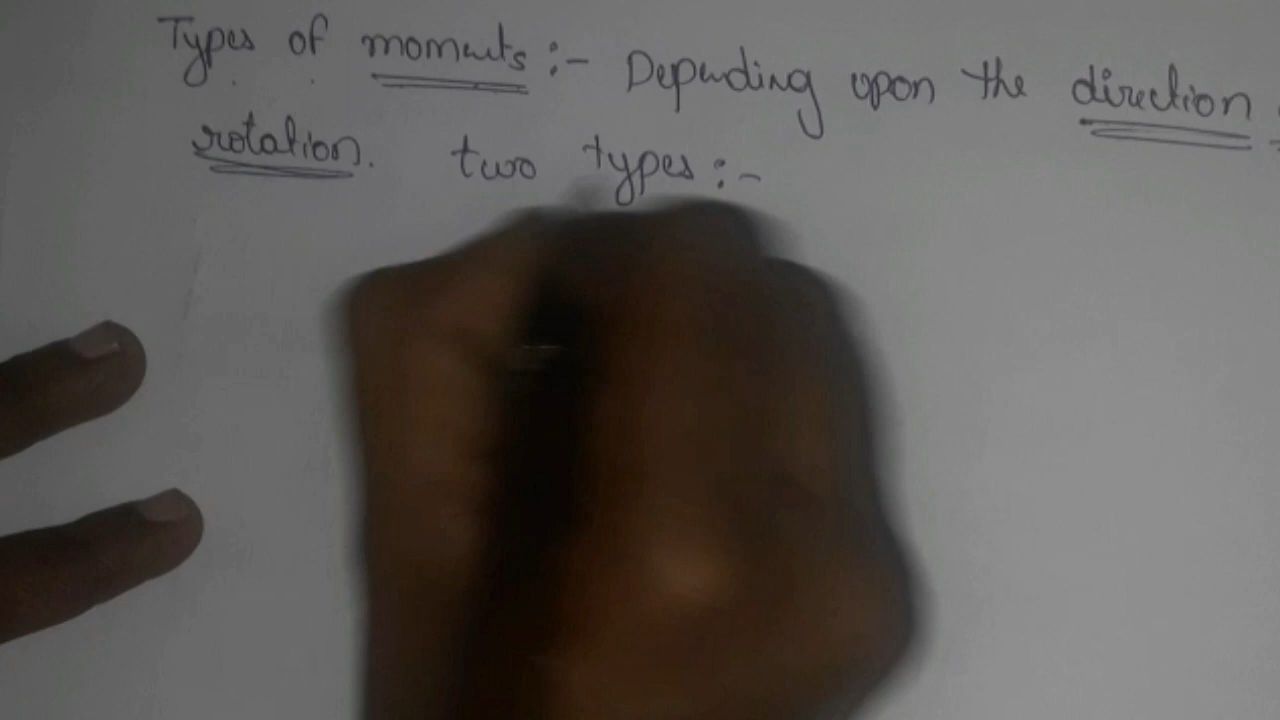 Types of moments :- Depending upon the direction
rotation. two types :-